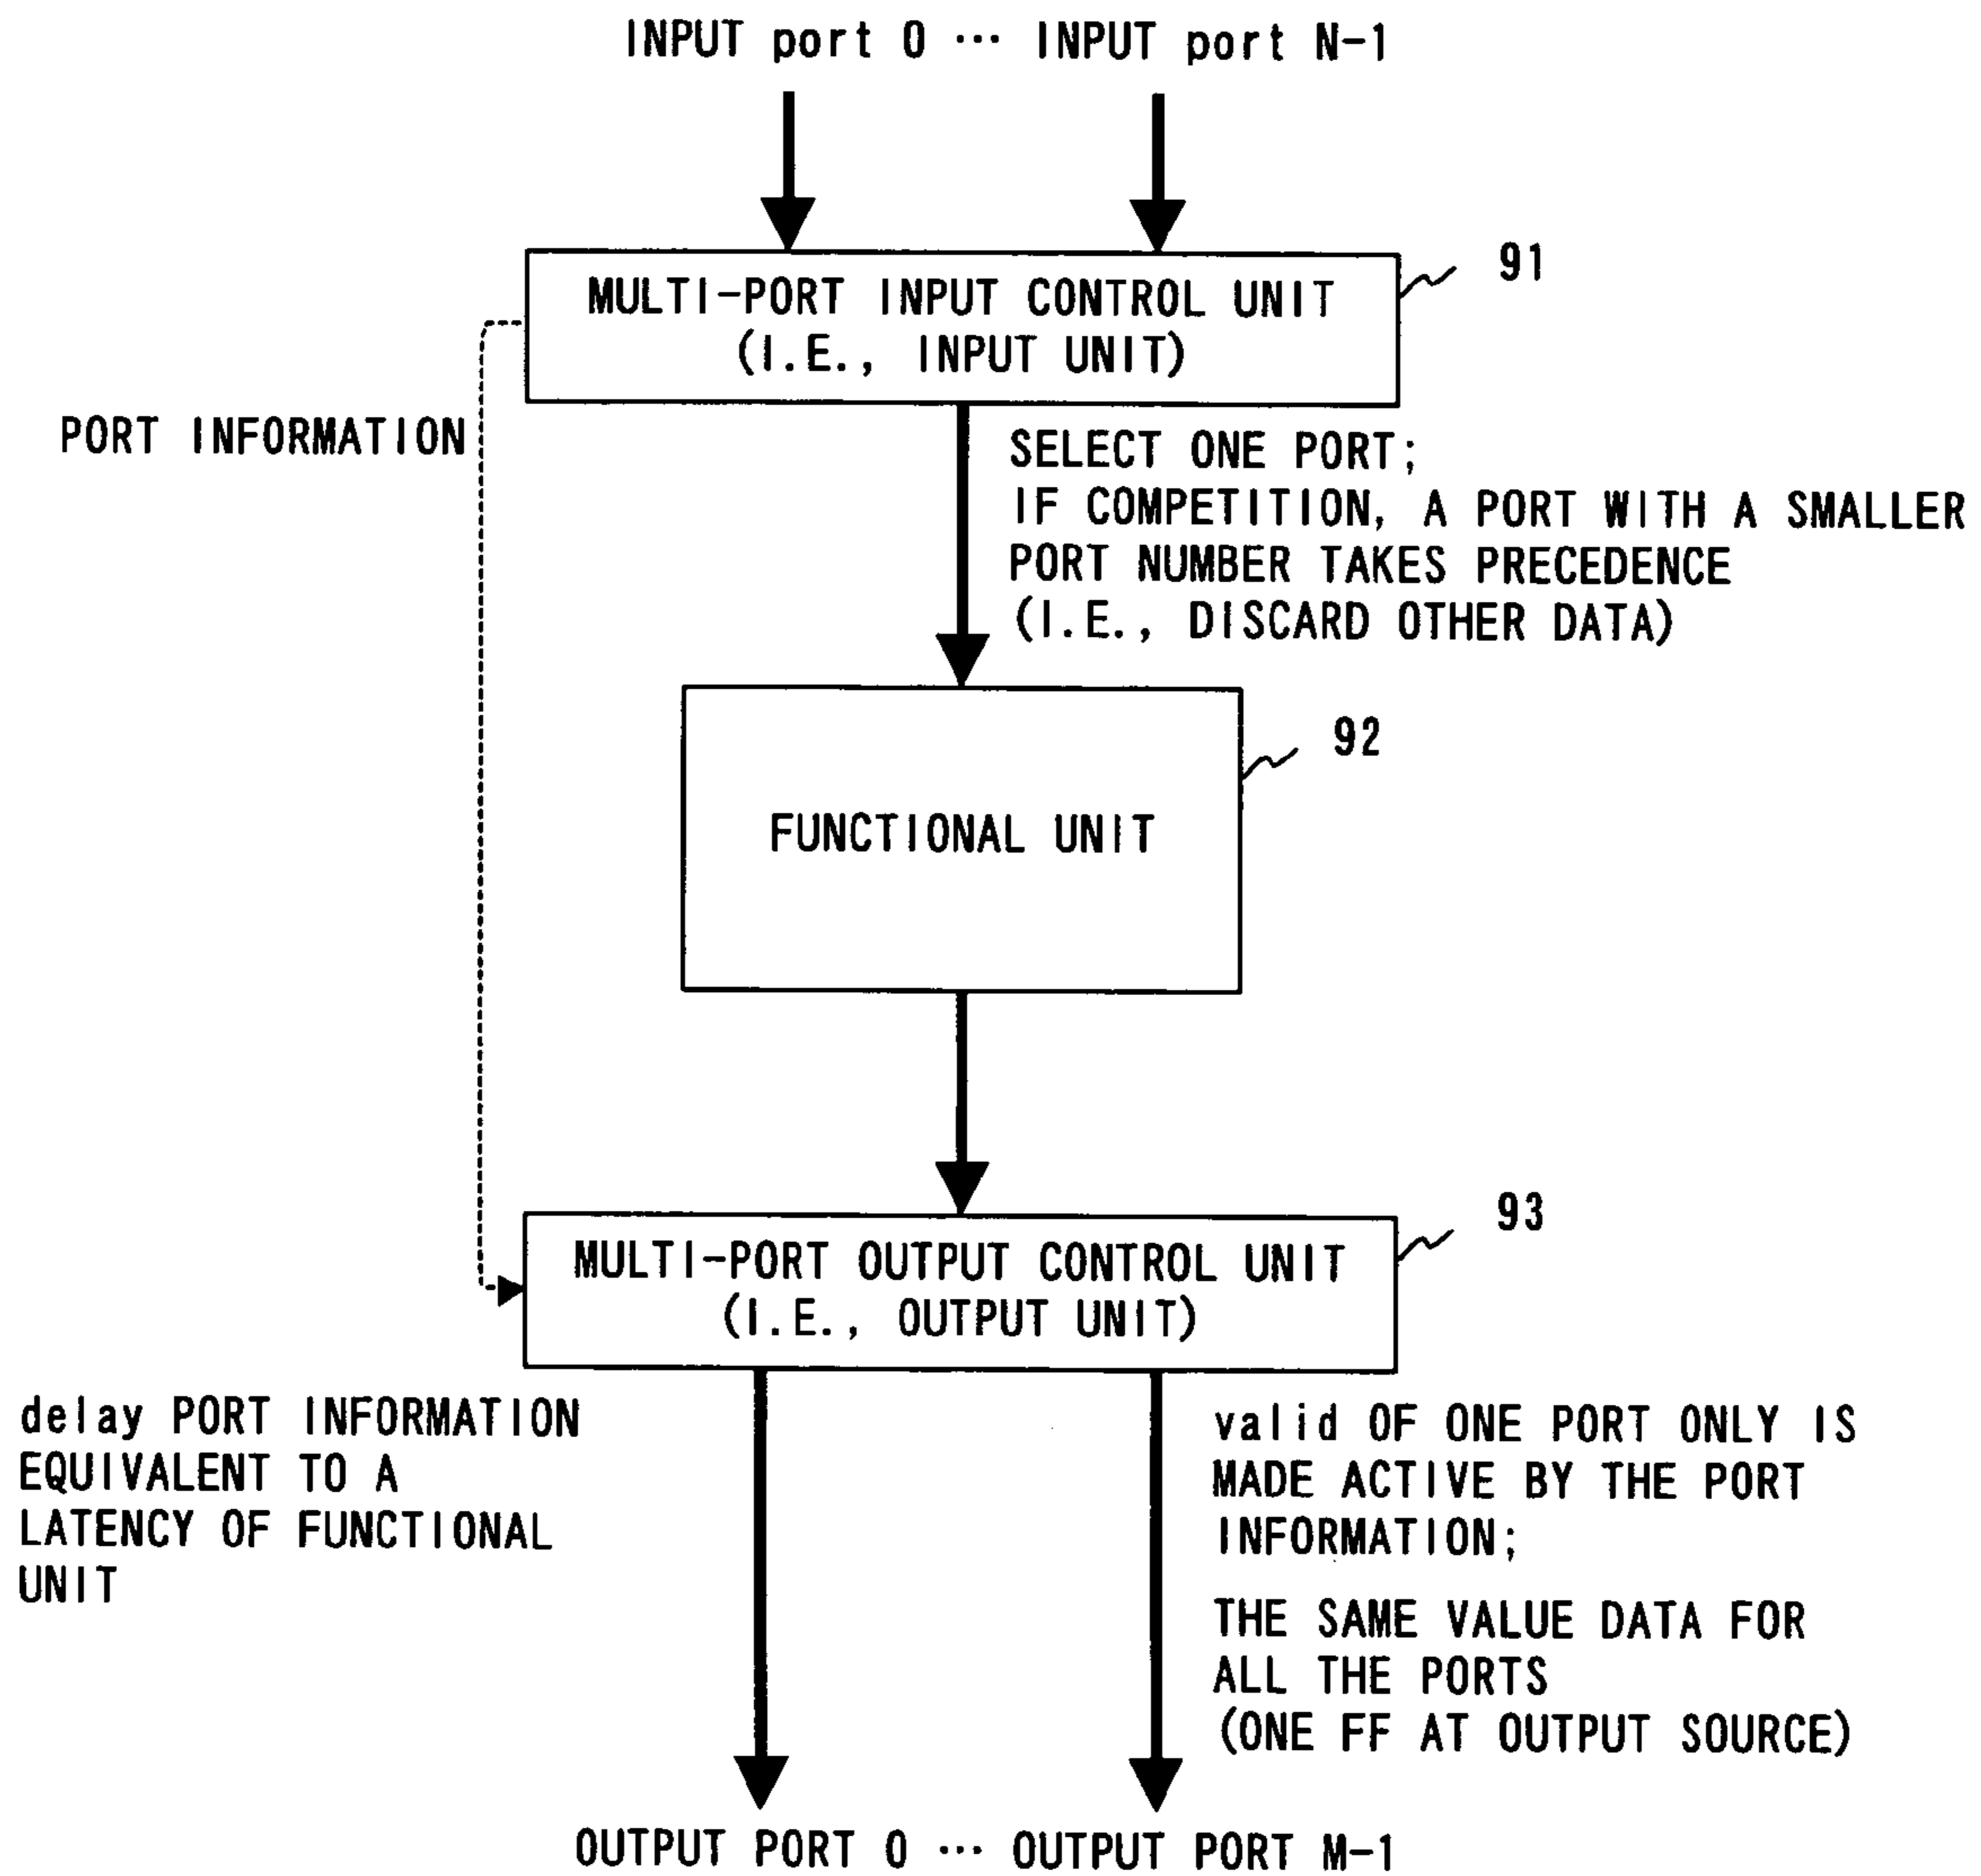 INPUT port 0 ··· INPUT port N-1
91
MULTI-PORT INPUT CONTROL UNIT
(I.E., INPUT UNIT)
PORT INFORMATION
SELECT ONE PORT;
IF COMPETITION, A PORT WITH A SMALLER
PORT NUMBER TAKES PRECEDENCE
(I.E., DISCARD OTHER DATA)
92
FUNCTIONAL UNIT
93
MULTI-PORT OUTPUT CONTROL UNIT
(I.E., OUTPUT UNIT)
delay PORT INFORMATION
EQUIVALENT TO A
LATENCY OF FUNCTIONAL
UNIT
valid OF ONE PORT ONLY IS
MADE ACTIVE BY THE PORT
INFORMATION;
THE SAME VALUE DATA FOR
ALL THE PORTS
(ONE FF AT OUTPUT SOURCE)
OUTPUT PORT 0 ··· OUTPUT PORT M-1